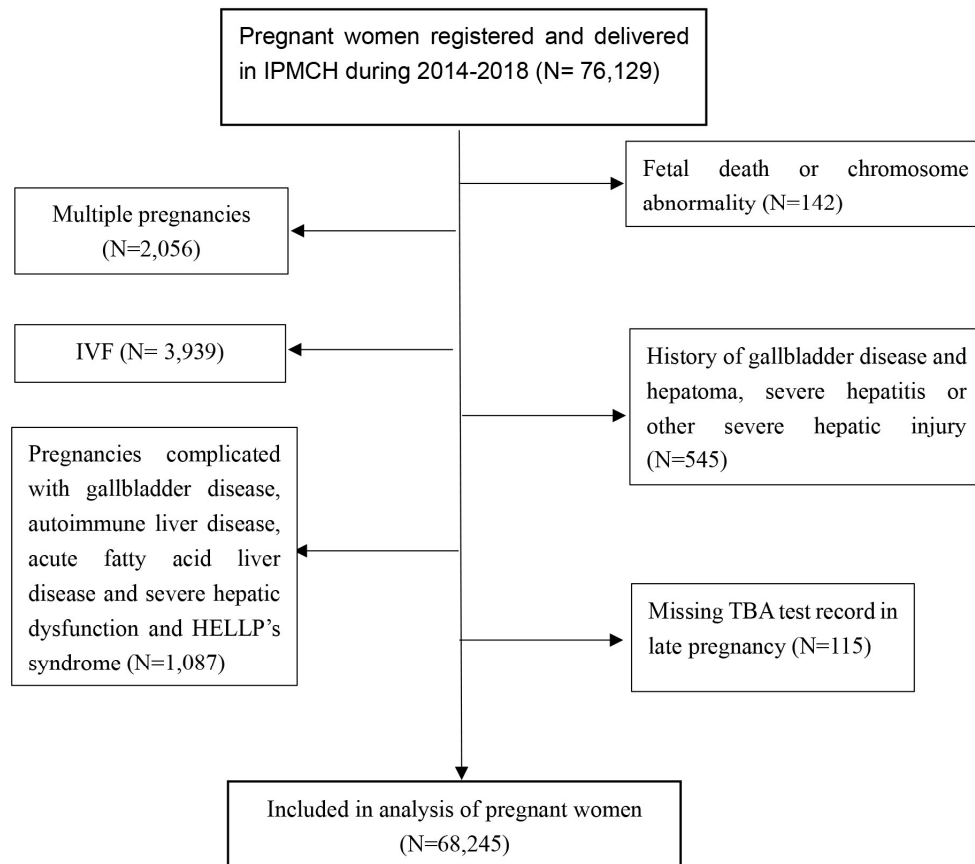 Pregnant women registered and delivered
in IPMCH during 2014-2018 (N= 76,129)
Fetal death or chromosome
abnormality (N=142)
Multiple pregnancies
(N=2,056)
IVF (N= 3,939)
History of gallbladder disease and
hepatoma, severe hepatitis or
other severe hepatic injury
(N=545)
Pregnancies complicated
with gallbladder disease,
autoimmune liver disease,
acute fatty acid liver
disease and severe hepatic
dysfunction and HELLP’s
syndrome (N=1,087)
Missing TBA test record in
late pregnancy (N=115)
Included in analysis of pregnant women
(N=68,245)